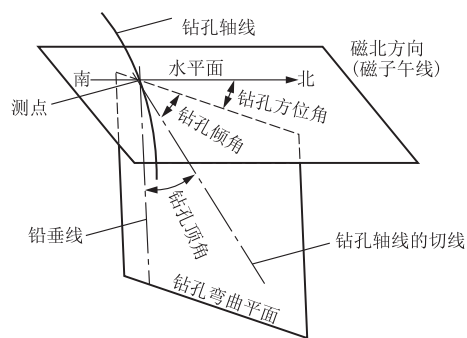 钻孔轴线
磁北方向
(磁子午线)
南
水平面
北
测点
钻孔方位角
钻孔倾角
钻孔顶角
铅垂线
钻孔轴线的切线
钻孔弯曲平面